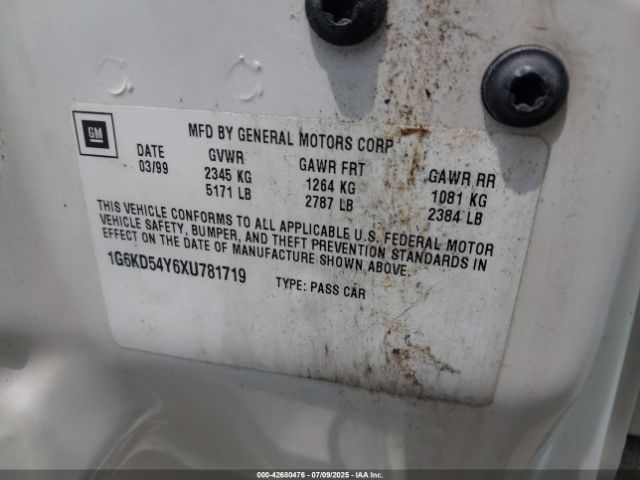 GM
MFD BY GENERAL MOTORS CORP
DATE GVWR GAWR FRT GAWR RR
03/99 2345 KG 1264 KG 1081 KG
5171 LB 2787 LB 2384 LB
THIS VEHICLE CONFORMS TO ALL APPLICABLE U.S. FEDERAL MOTOR
VEHICLE SAFETY, BUMPER, AND THEFT PREVENTION STANDARDS IN
EFFECT ON THE DATE OF MANUFACTURE SHOWN ABOVE.
1G6KD54Y6XU781719 TYPE: PASS CAR
000-42680476 - 07/09/2025 - IAAI, Inc.